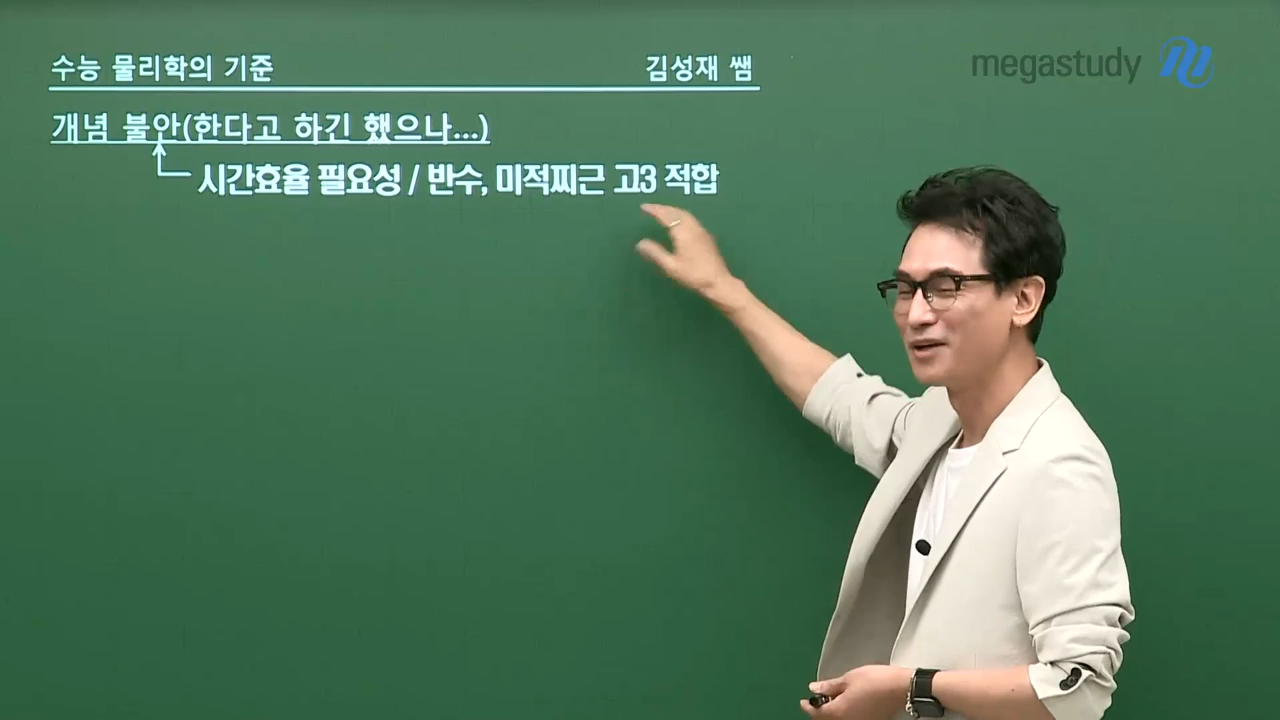 수능 물리학의 기준 김성재 쌤
megastudy
개념 불안(한다고 하긴 했으나...)
시간효율 필요성 / 반수, 미적찌근 고3 적합